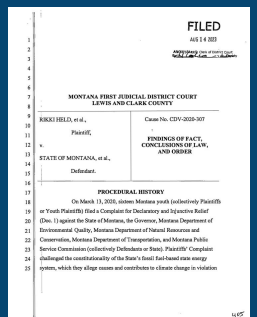 FILED
AUG 14 2023
Clerk of District Court
1
2
3
4
5
6
7 MONTANA FIRST JUDICIAL DISTRICT COURT
8 LEWIS AND CLARK COUNTY
9
10 RIKKI HELD, et al., Cause No. CDV-2020-307
11 Plaintiff,
12 v. FINDINGS OF FACT, CONCLUSIONS OF LAW, AND ORDER
13
14 STATE OF MONTANA, et al.,
15 Defendant.
16
17 PROCEDURAL HISTORY
18 On March 13, 2020, sixteen Montana youth (collectively Plaintiffs
19 or Youth Plaintiffs) filed a Complaint for Declaratory and Injunctive Relief
20 (Doc. 1) against the State of Montana, the Governor, Montana Department of
21 Environmental Quality, Montana Department of Natural Resources and
22 Conservation, Montana Department of Transportation, and Montana Public
23 Service Commission (collectively Defendants or State). Plaintiffs' Complaint
24 challenged the constitutionality of the State's fossil fuel-based state energy
25 system, which they allege causes and contributes to climate change in violation
405